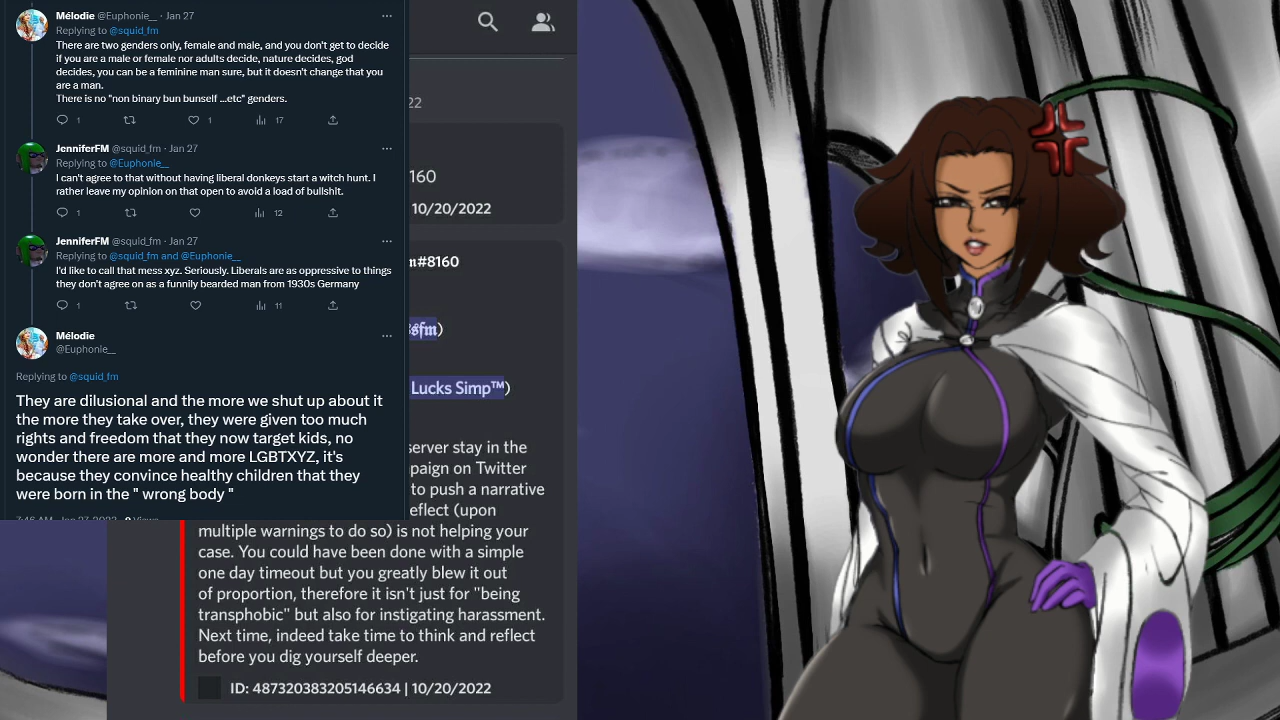 Mélodie @Euphonie__ · Jan 27
Replying to @squid_fm
There are two genders only, female and male, and you don't get to decide
if you are a male or female nor adults decide, nature decides, god
decides, you can be a feminine man sure, but it doesn't change that you
are a man.
There is no "non binary bun bunself ...etc" genders.
1 1 17
JenniferFM @squid_fm · Jan 27
Replying to @Euphonie__
I can't agree to that without having liberal donkeys start a witch hunt. I
rather leave my opinion on that open to avoid a load of bullsh!t.
1 12
JenniferFM @squid_fm · Jan 27
Replying to @squid_fm and @Euphonie__
I'd like to call that mess xyz. Seriously. Liberals are as oppressive to things
they don't agree on as a funnily bearded man from 1930s Germany
1 11
Mélodie
@Euphonie__
Replying to @squid_fm
They are dilusional and the more we shut up about it
the more they take over, they were given too much
rights and freedom that they now target kids, no
wonder there are more and more LGBTXYZ, it's
because they convince healthy children that they
were born in the " wrong body "
22
160
10/20/2022
#8160
fm)
Lucks Simp™)
server stay in the
paign on Twitter
to push a narrative
eflect (upon
multiple warnings to do so) is not helping your
case. You could have been done with a simple
one day timeout but you greatly blew it out
of proportion, therefore it isn't just for "being
transphobic" but also for instigating harassment.
Next time, indeed take time to think and reflect
before you dig yourself deeper.
ID: 487320383205146634 | 10/20/2022